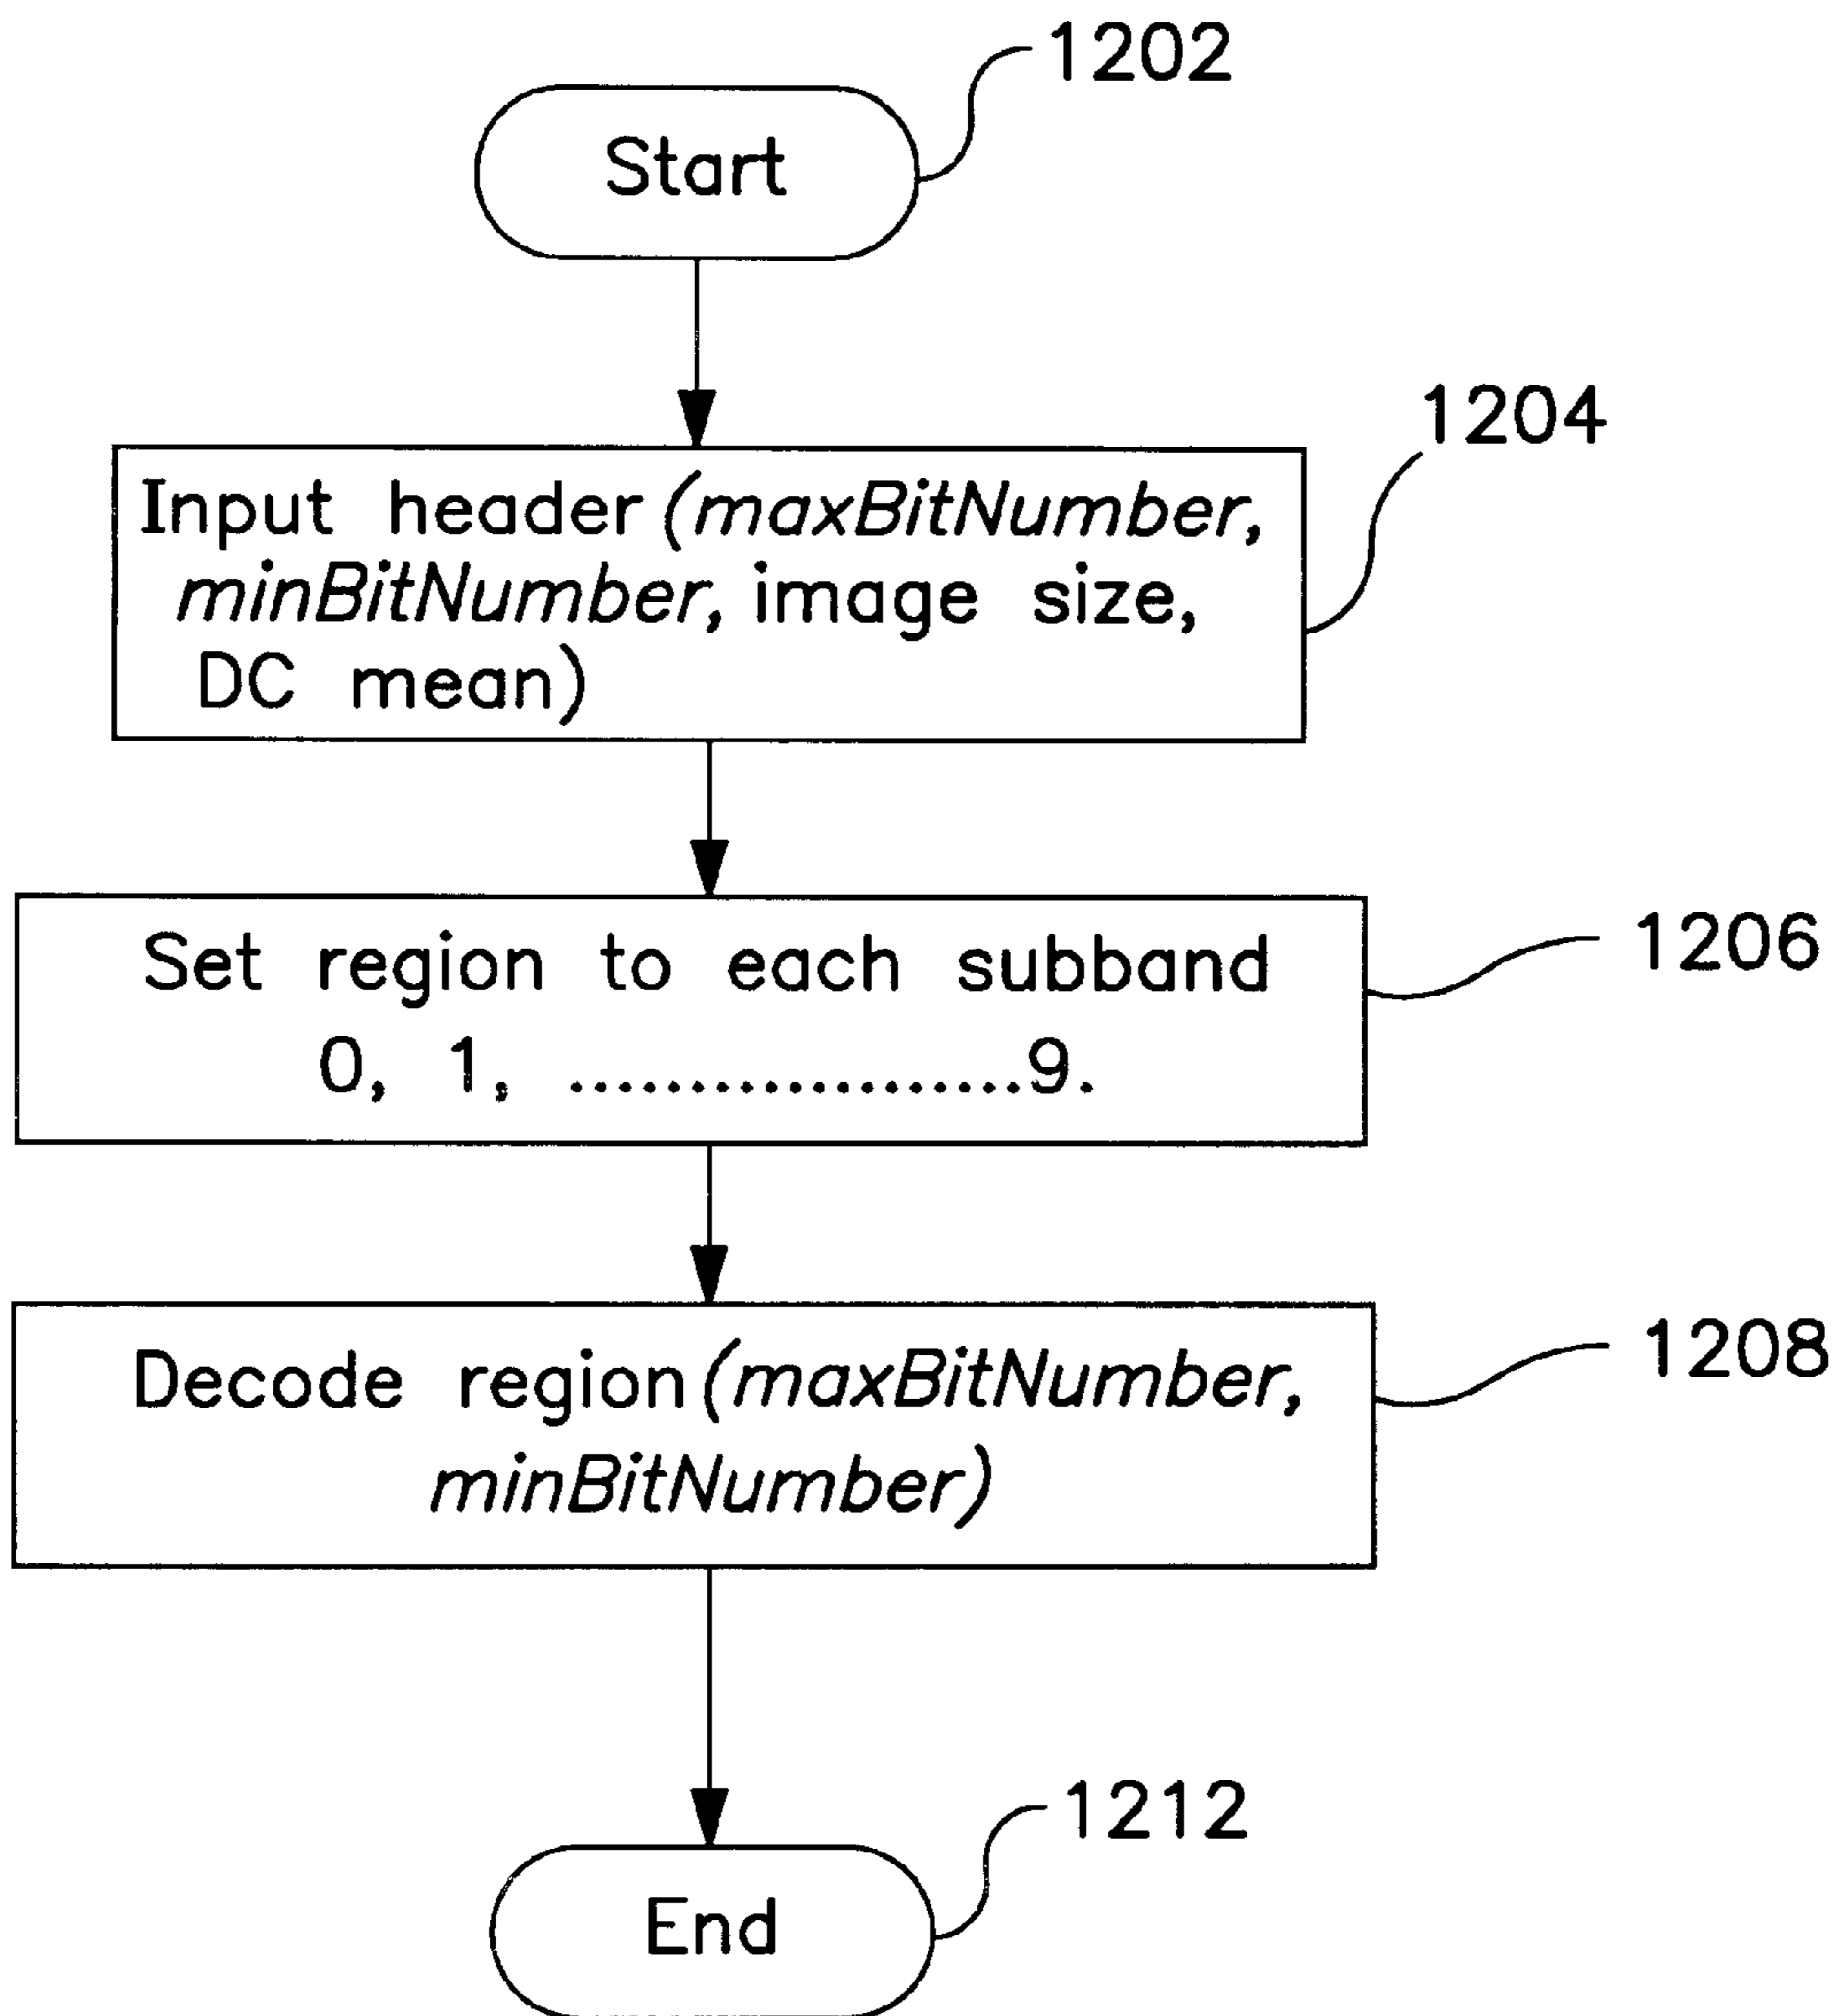 1202
Start
1204
Input header(maxBitNumber,
minBitNumber, image size,
DC mean)
1206
Set region to each subband
0, 1, ...................9.
1208
Decode region(maxBitNumber,
minBitNumber)
1212
End